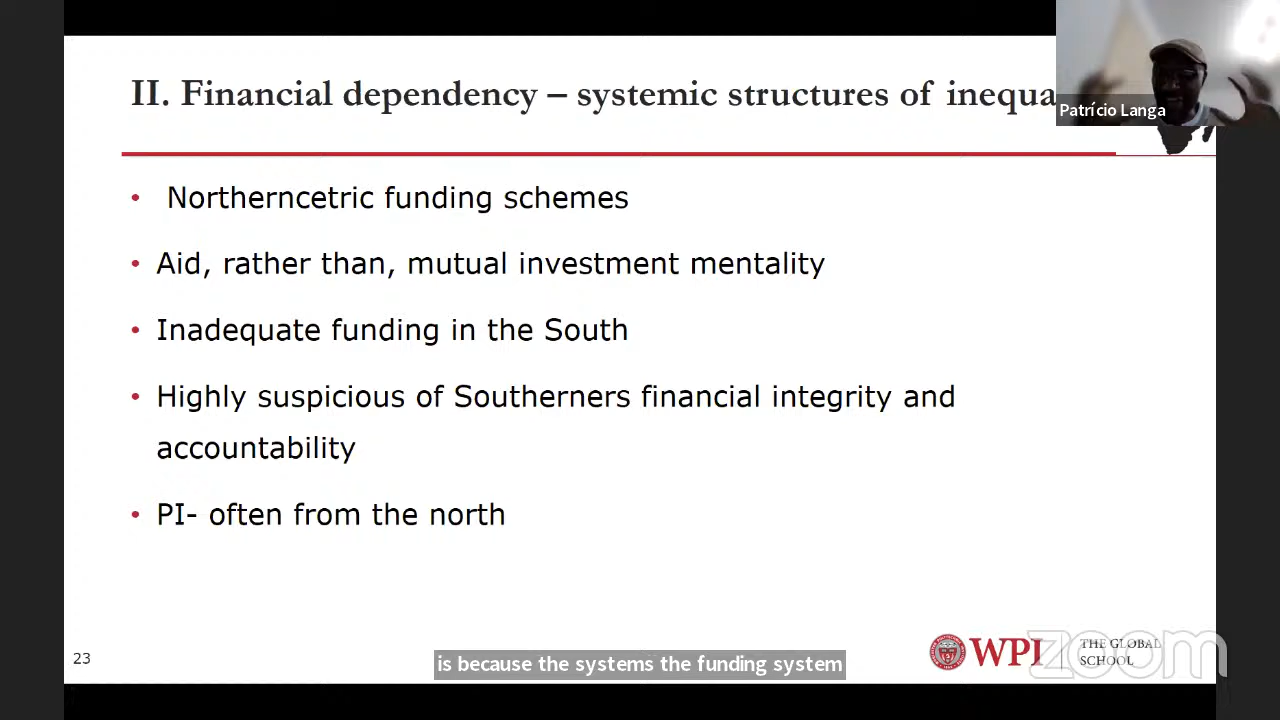 II. Financial dependency – systemic structures of inequa
Patrício Langa
• Northerncetric funding schemes
• Aid, rather than, mutual investment mentality
• Inadequate funding in the South
• Highly suspicious of Southerners financial integrity and
accountability
• PI- often from the north
23
is because the systems the funding system
WPI
THE GLOBAL
SCHOOL
zoom